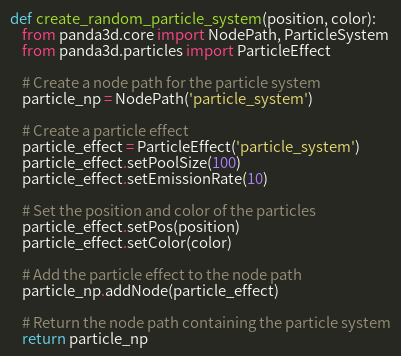 def create_random_particle_system(position, color):
from panda3d.core import NodePath, ParticleSystem
from panda3d.particles import ParticleEffect
# Create a node path for the particle system
particle_np = NodePath('particle_system')
# Create a particle effect
particle_effect = ParticleEffect('particle_system')
particle_effect.setPoolSize(100)
particle_effect.setEmissionRate(10)
# Set the position and color of the particles
particle_effect.setPos(position)
particle_effect.setColor(color)
# Add the particle effect to the node path
particle_np.addNode(particle_effect)
# Return the node path containing the particle system
return particle_np